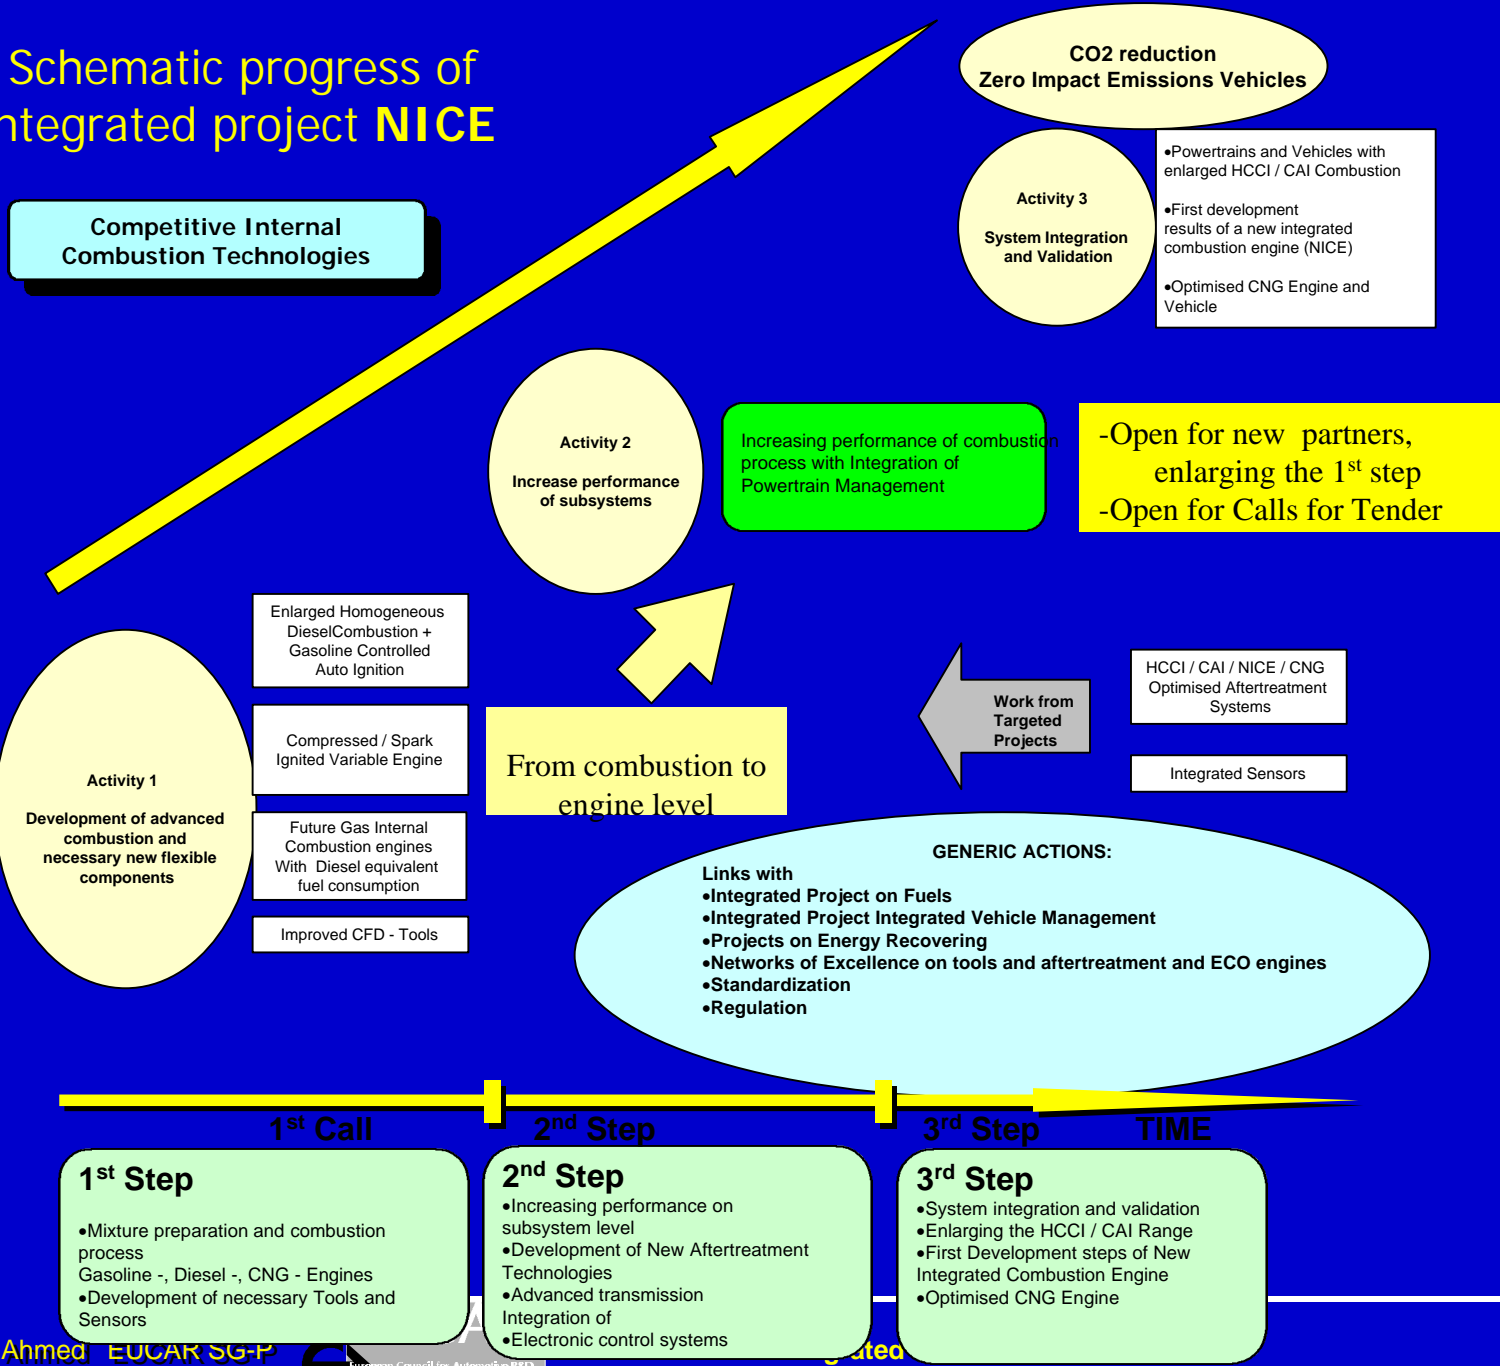 Schematic progress of
ntegrated project NICE
Competitive Internal
Combustion Technologies
CO2 reduction
Zero Impact Emissions Vehicles
Activity 3
System Integration
and Validation
•Powertrains and Vehicles with
enlarged HCCI / CAI Combustion
•First development
results of a new integrated
combustion engine (NICE)
•Optimised CNG Engine and
Vehicle
Activity 2
Increase performance
of subsystems
Increasing performance of combustion
process with Integration of
Powertrain Management
-Open for new partners,
enlarging the 1st step
-Open for Calls for Tender
Activity 1
Development of advanced
combustion and
necessary new flexible
components
Enlarged Homogeneous
DieselCombustion +
Gasoline Controlled
Auto Ignition
Compressed / Spark
Ignited Variable Engine
Future Gas Internal
Combustion engines
With Diesel equivalent
fuel consumption
Improved CFD - Tools
From combustion to
engine level
Work from
Targeted
Projects
HCCI / CAI / NICE / CNG
Optimised Aftertreatment
Systems
Integrated Sensors
GENERIC ACTIONS:
Links with
•Integrated Project on Fuels
•Integrated Project Integrated Vehicle Management
•Projects on Energy Recovering
•Networks of Excellence on tools and aftertreatment and ECO engines
•Standardization
•Regulation
1st Call
2nd Step
3rd Step
TIME
1st Step
•Mixture preparation and combustion
process
Gasoline -, Diesel -, CNG - Engines
•Development of necessary Tools and
Sensors
2nd Step
•Increasing performance on
subsystem level
•Development of New Aftertreatment
Technologies
•Advanced transmission
Integration of
•Electronic control systems
3rd Step
•System integration and validation
•Enlarging the HCCI / CAI Range
•First Development steps of New
Integrated Combustion Engine
•Optimised CNG Engine
Ahmed EUCAR SG-P
European Council for Automotive R&D
grated